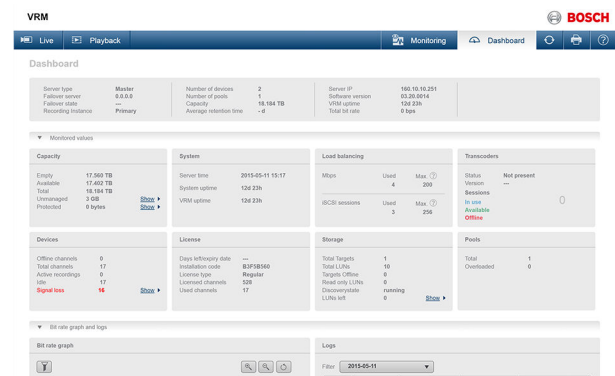 VRM
BOSCH
Live Playback Monitoring Dashboard
Dashboard
Server type Master
Failover server 0.0.0.0
Failover state ---
Recording Instance Primary
Number of devices 2
Number of pools 1
Capacity 18.184 TB
Average retention time - d
Server IP 160.10.10.251
Software version 03.20.0014
VRM uptime 12d 23h
Total bit rate 0 bps
Monitored values
Capacity
Empty 17.560 TB
Available 17.402 TB
Total 18.184 TB
Unmanaged 3 GB Show
Protected 0 bytes Show
System
Server time 2015-05-11 15:17
System uptime 12d 23h
VRM uptime 12d 23h
Load balancing
Mbps Used Max.
4 200
iSCSI sessions Used Max.
3 256
Transcoders
Status Not present
Version ---
Sessions
In use
Available
Offline
0
Devices
Offline channels 0
Total channels 17
Active recordings 0
Idle 17
Signal loss 16 Show
License
Days left/expiry date ---
Installation code B3F5B560
License type Regular
Licensed channels 528
Used channels 17
Storage
Total Targets 1
Total LUNs 10
Targets Offline 0
Read only LUNs 0
Discoverystate running
LUNs left 0 Show
Pools
Total 1
Overloaded 0
Bit rate graph and logs
Bit rate graph
Logs
Filter 2015-05-11